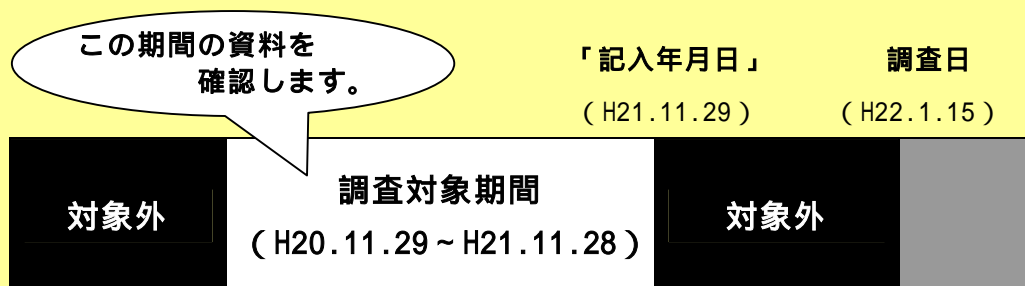 この期間の資料を
確認します。
「記入年月日」
調査日
（H21.11.29）
（H22.1.15）
対象外
調査対象期間
（H20.11.29~H21.11.28）
対象外